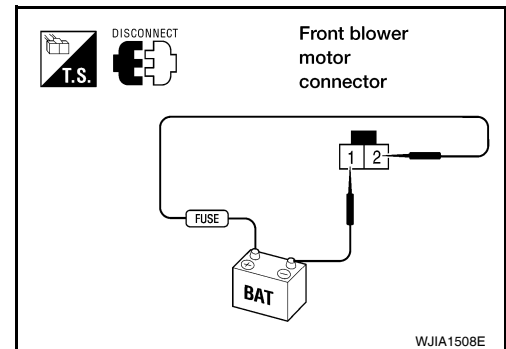 T.S.
DISCONNECT
Front blower
motor
connector
1 2
FUSE
+ −
BAT
WJIA1508E